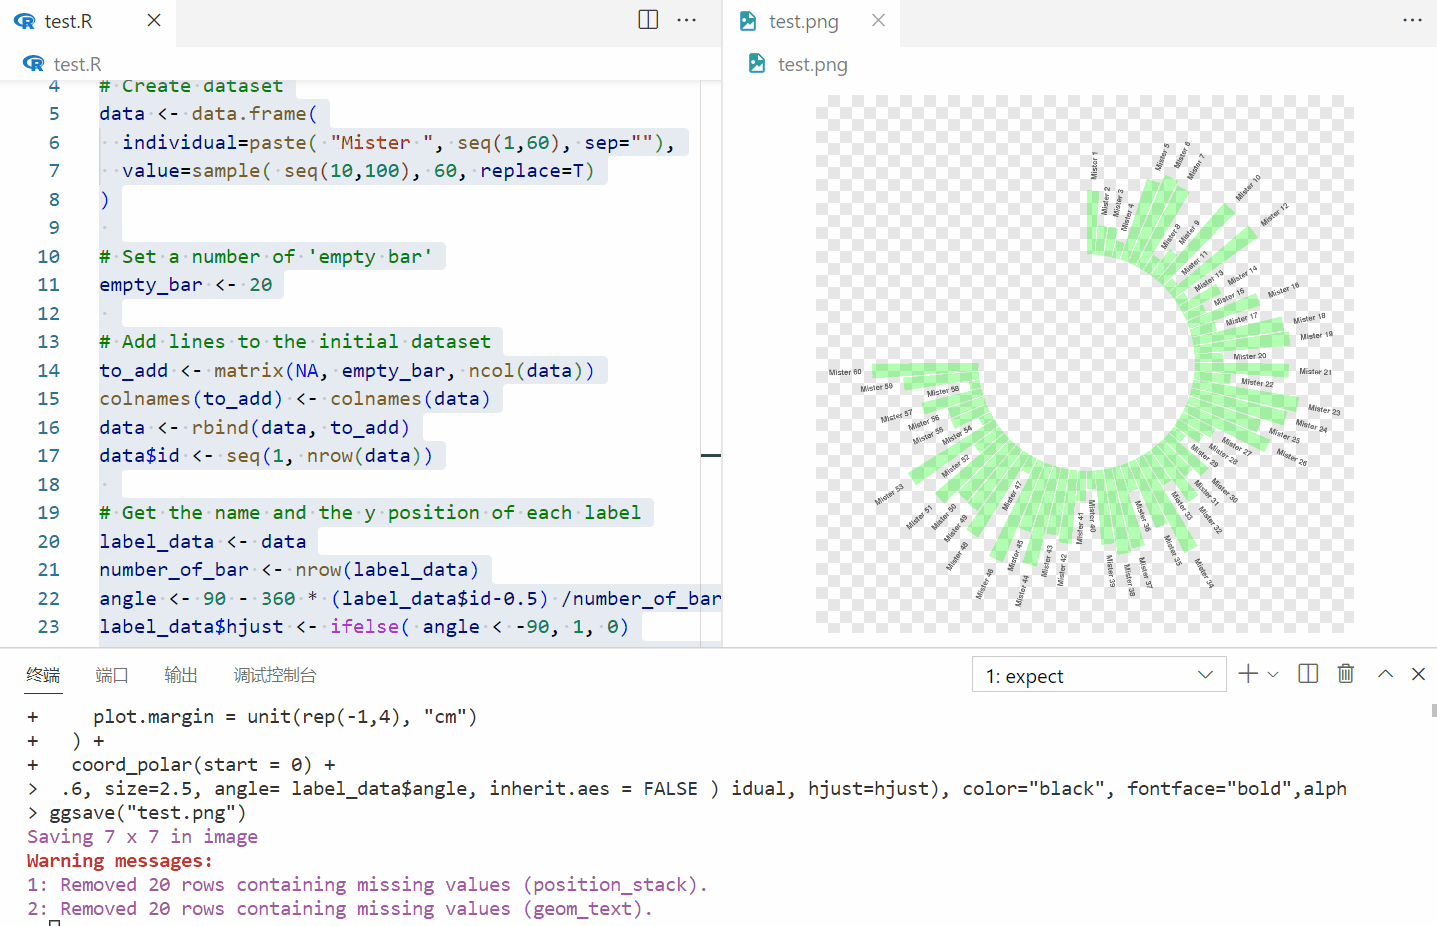 test.R
test.png
test.R
test.png
4 # Create dataset
5 data <- data.frame(
6 individual=paste( "Mister ", seq(1,60), sep=""),
7 value=sample( seq(10,100), 60, replace=T)
8 )
9
10 # Set a number of 'empty bar'
11 empty_bar <- 20
12
13 # Add lines to the initial dataset
14 to_add <- matrix(NA, empty_bar, ncol(data))
15 colnames(to_add) <- colnames(data)
16 data <- rbind(data, to_add)
17 data$id <- seq(1, nrow(data))
18
19 # Get the name and the y position of each label
20 label_data <- data
21 number_of_bar <- nrow(label_data)
22 angle <- 90 - 360 * (label_data$id-0.5) /number_of_bar
23 label_data$hjust <- ifelse( angle < -90, 1, 0)
Mister 1
Mister 2
Mister 3
Mister 4
Mister 5
Mister 6
Mister 7
Mister 8
Mister 9
Mister 10
Mister 11
Mister 12
Mister 13
Mister 14
Mister 15
Mister 16
Mister 17
Mister 18
Mister 19
Mister 20
Mister 21
Mister 22
Mister 23
Mister 24
Mister 25
Mister 26
Mister 27
Mister 28
Mister 29
Mister 30
Mister 31
Mister 32
Mister 33
Mister 34
Mister 35
Mister 36
Mister 37
Mister 38
Mister 39
Mister 40
Mister 41
Mister 42
Mister 43
Mister 44
Mister 45
Mister 46
Mister 47
Mister 48
Mister 49
Mister 50
Mister 51
Mister 52
Mister 53
Mister 54
Mister 55
Mister 56
Mister 57
Mister 58
Mister 59
Mister 60
终端 端口 输出 调试控制台
1: expect
+ plot.margin = unit(rep(-1,4), "cm")
+ ) +
+ coord_polar(start = 0) +
> .6, size=2.5, angle= label_data$angle, inherit.aes = FALSE ) idual, hjust=hjust), color="black", fontface="bold",alph
> ggsave("test.png")
Saving 7 x 7 in image
Warning messages:
1: Removed 20 rows containing missing values (position_stack).
2: Removed 20 rows containing missing values (geom_text).